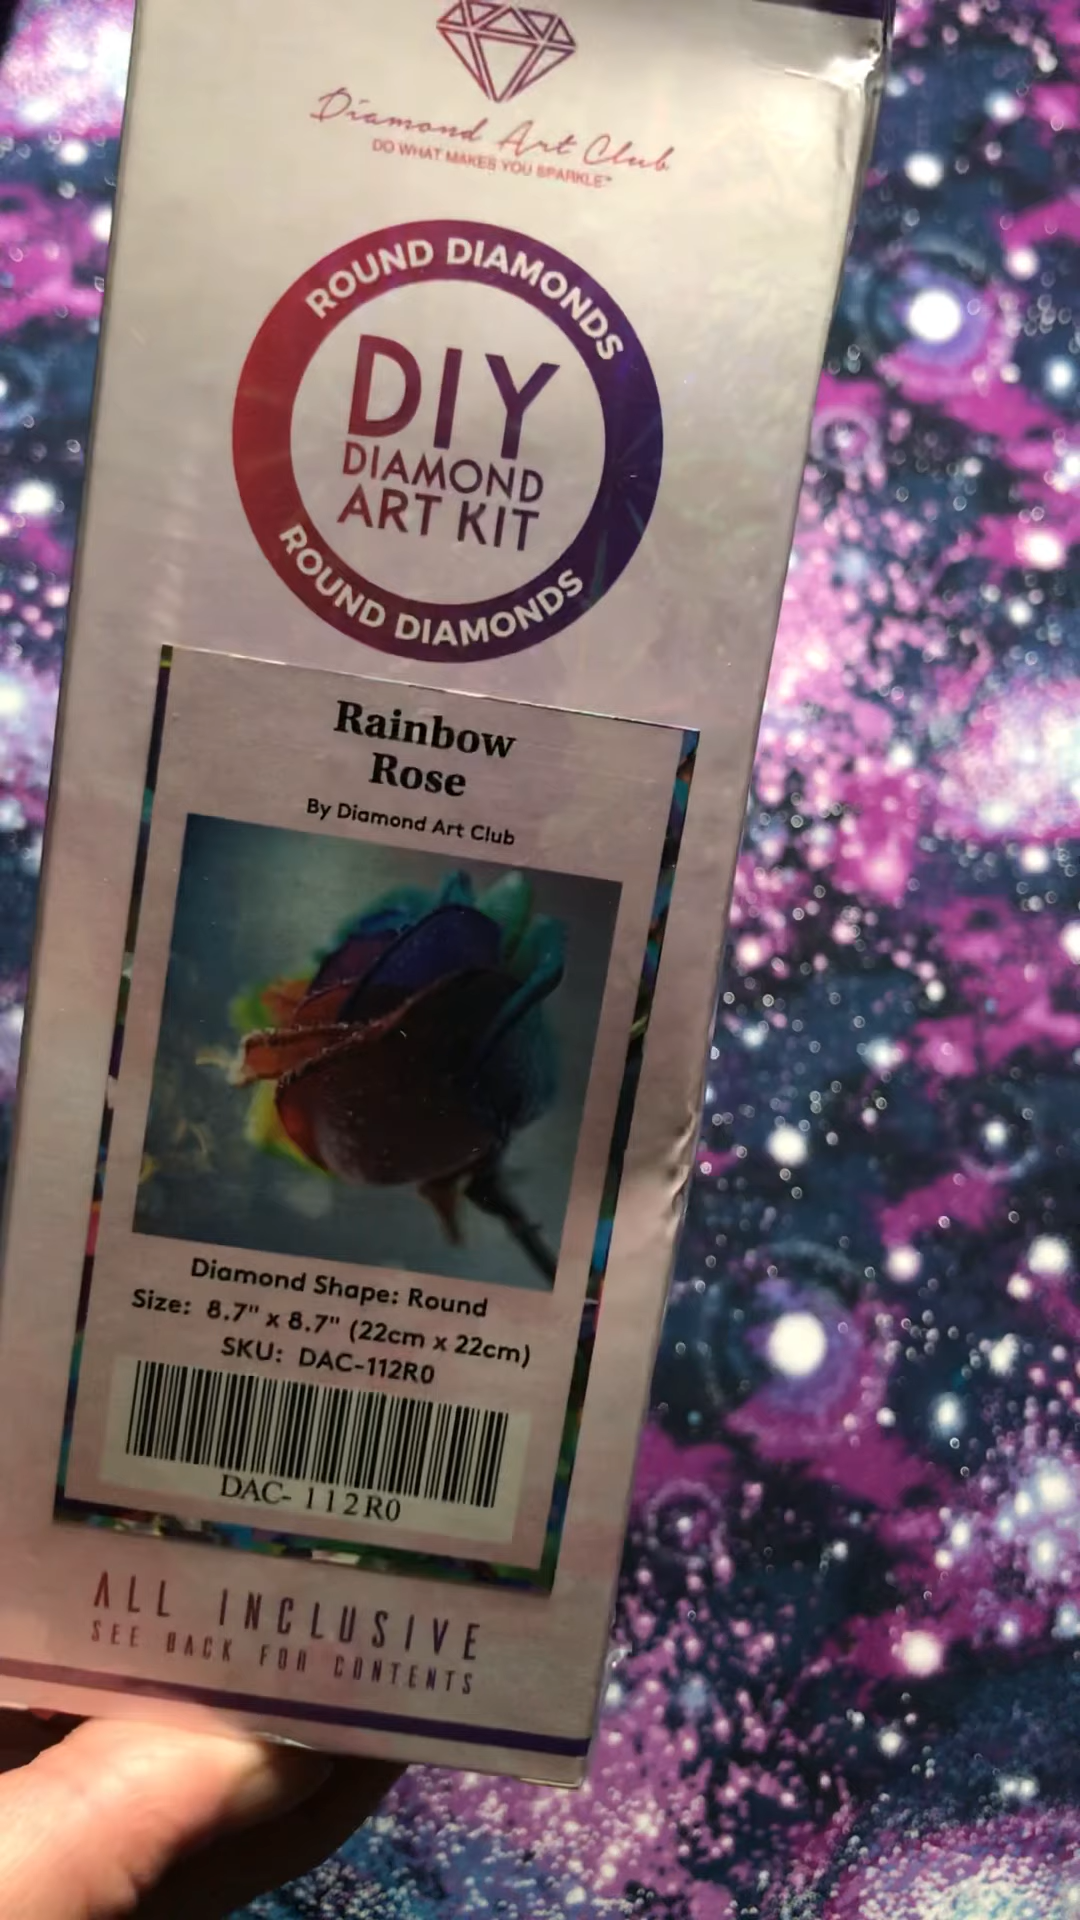 Diamond Art Club
DO WHAT MAKES YOU SPARKLE™
ROUND DIAMONDS
DIY
DIAMOND
ART KIT
ROUND DIAMONDS
Rainbow
Rose
By Diamond Art Club
Diamond Shape: Round
Size: 8.7" x 8.7" (22cm x 22cm)
SKU: DAC-112R0
DAC-112R0
ALL INCLUSIVE
SEE BACK FOR CONTENTS